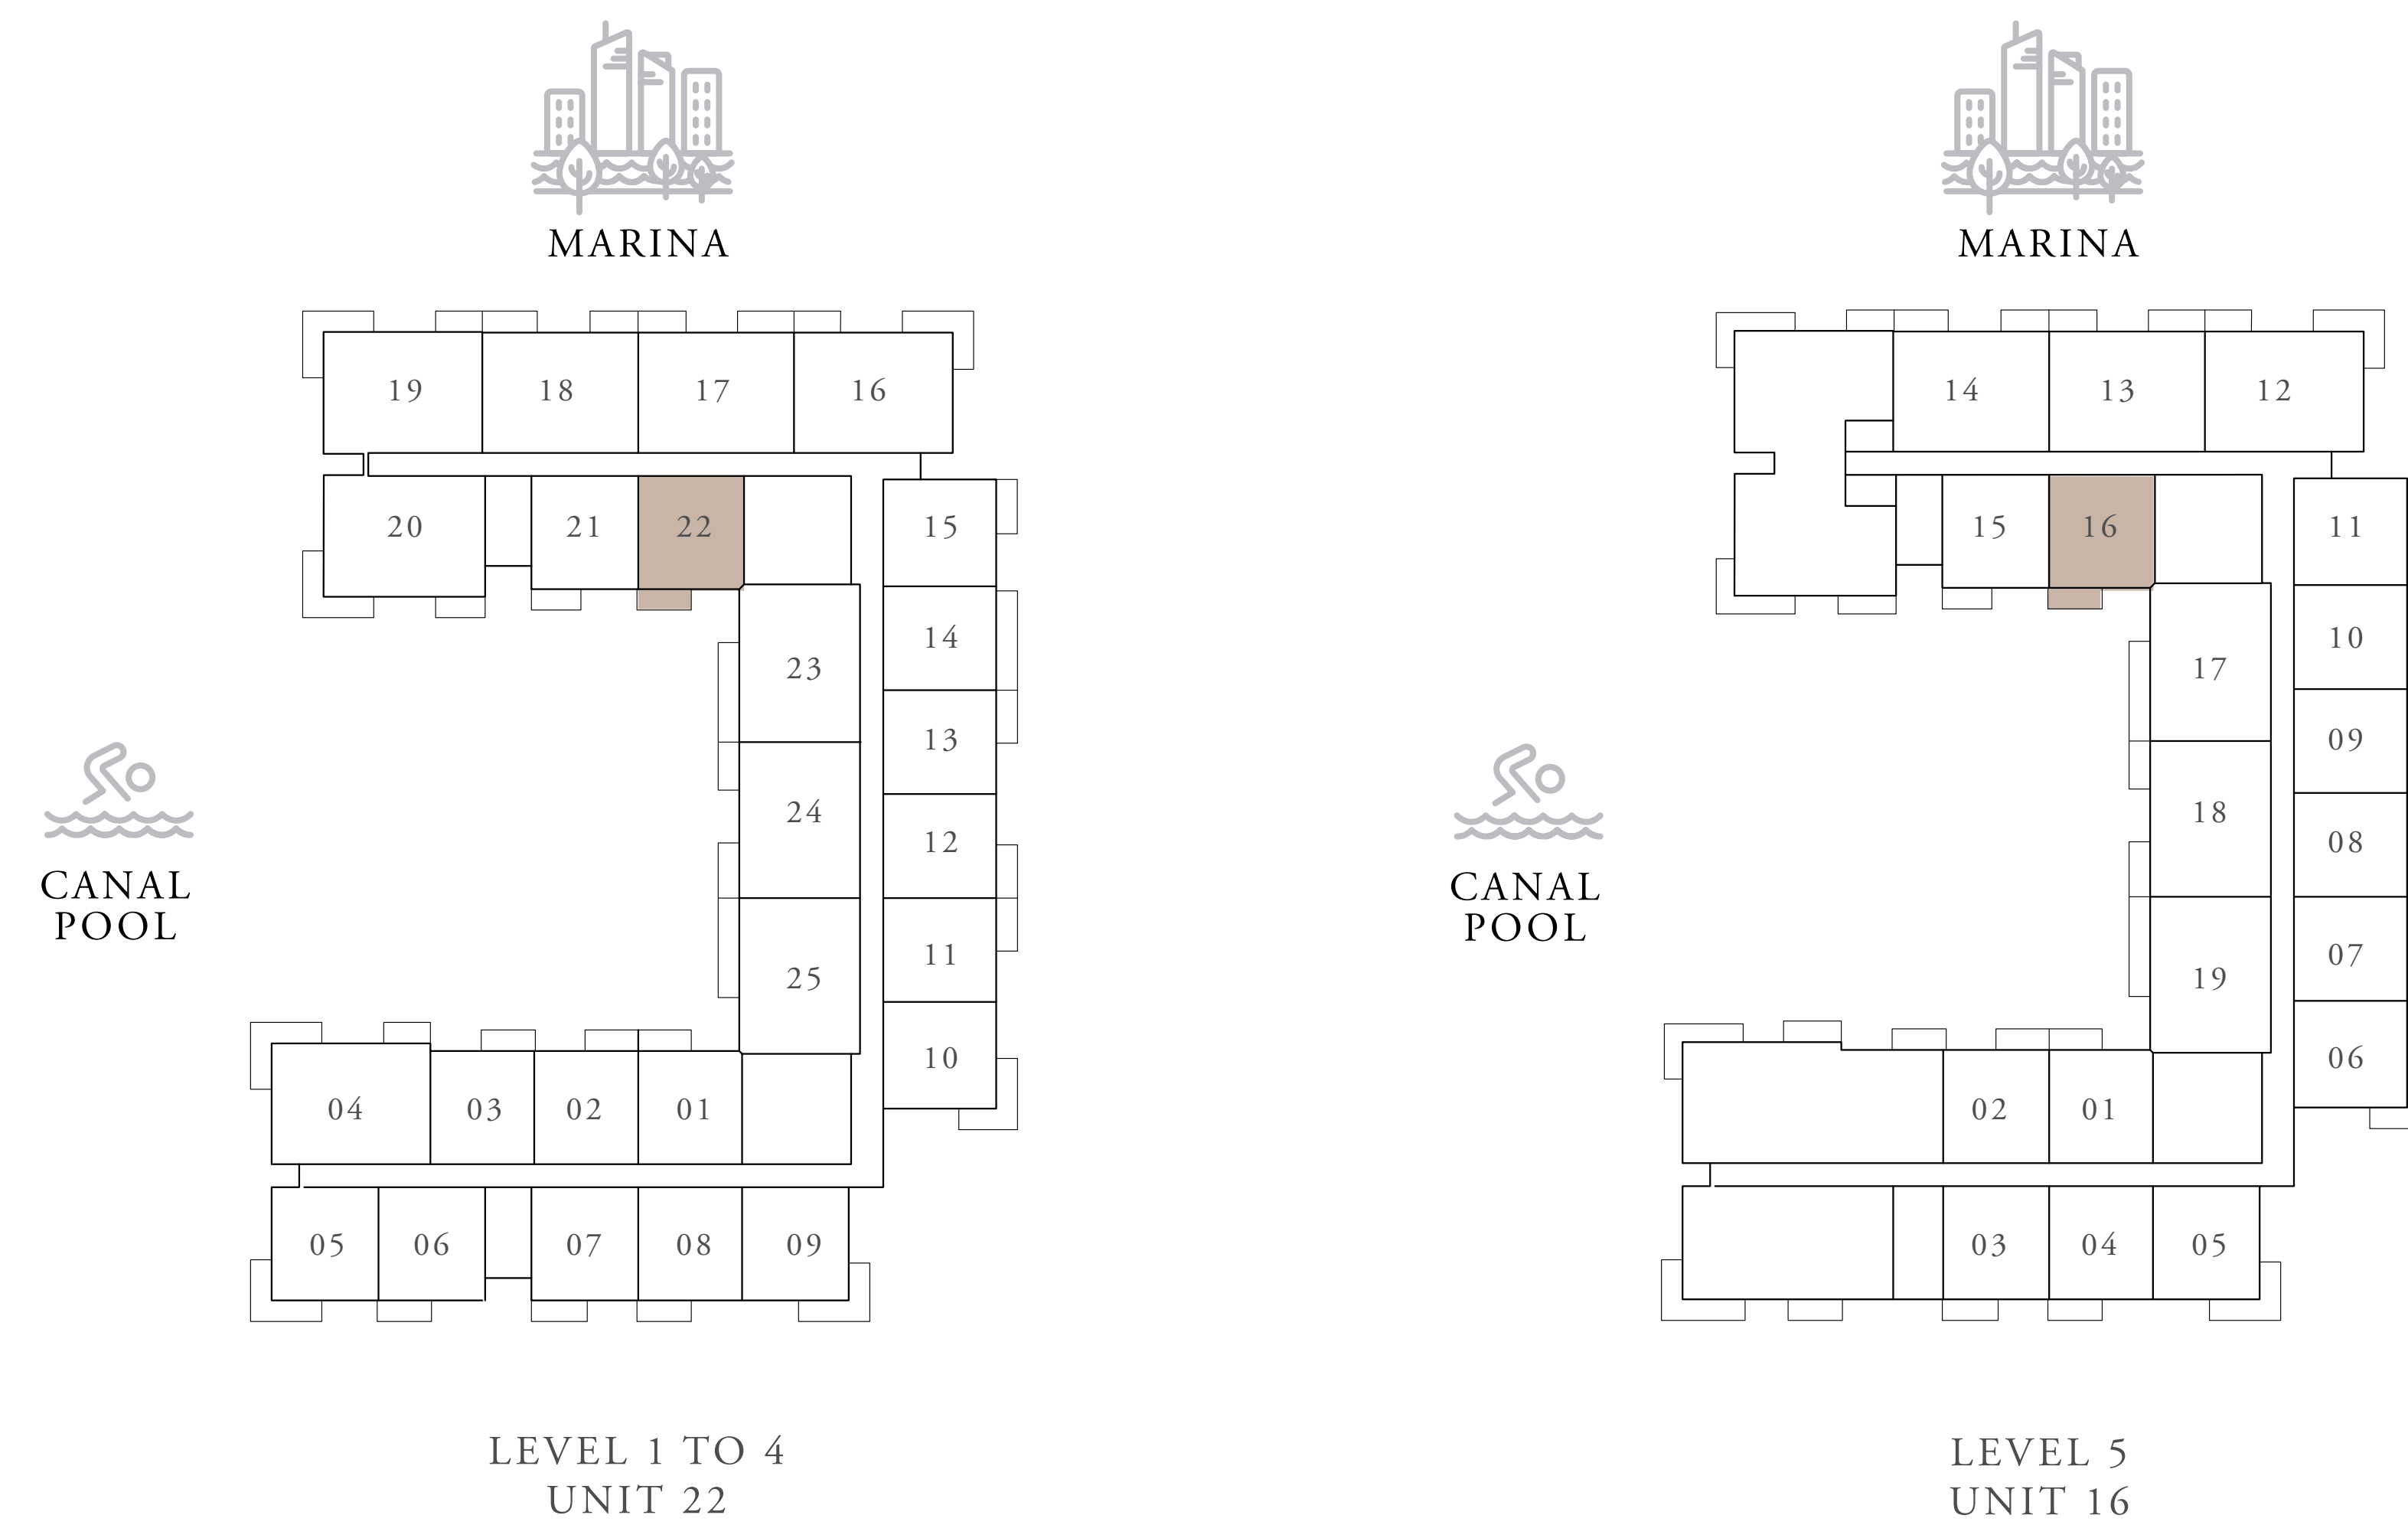 MARINA
19 18 17 16
20 21 22 15
14
23
13
24 12
CANAL
POOL
25 11
10
04 03 02 01
05 06 07 08 09
LEVEL 1 TO 4
UNIT 22
MARINA
14 13 12
15 16 11
10
17
09
18 08
CANAL
POOL
19 07
06
02 01
03 04 05
LEVEL 5
UNIT 16